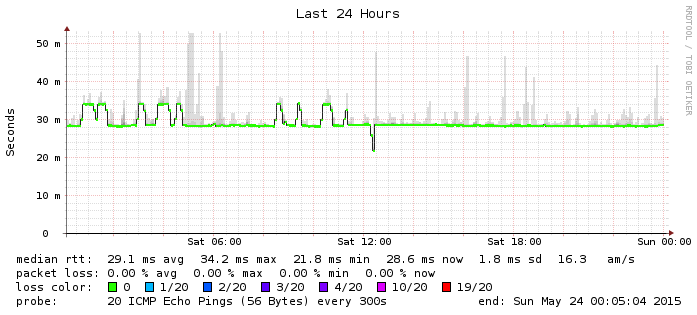 Last 24 Hours
RRDTOOL / TOBI OETIKER
Seconds
50 m
40 m
30 m
20 m
10 m
0
Sat 06:00 Sat 12:00 Sat 18:00 Sun 00:00
median rtt: 29.1 ms avg 34.2 ms max 21.8 ms min 28.6 ms now 1.8 ms sd 16.3 am/s
packet loss: 0.00 % avg 0.00 % max 0.00 % min 0.00 % now
loss color: 0 1/20 2/20 3/20 4/20 10/20 19/20
probe: 20 ICMP Echo Pings (56 Bytes) every 300s end: Sun May 24 00:05:04 2015